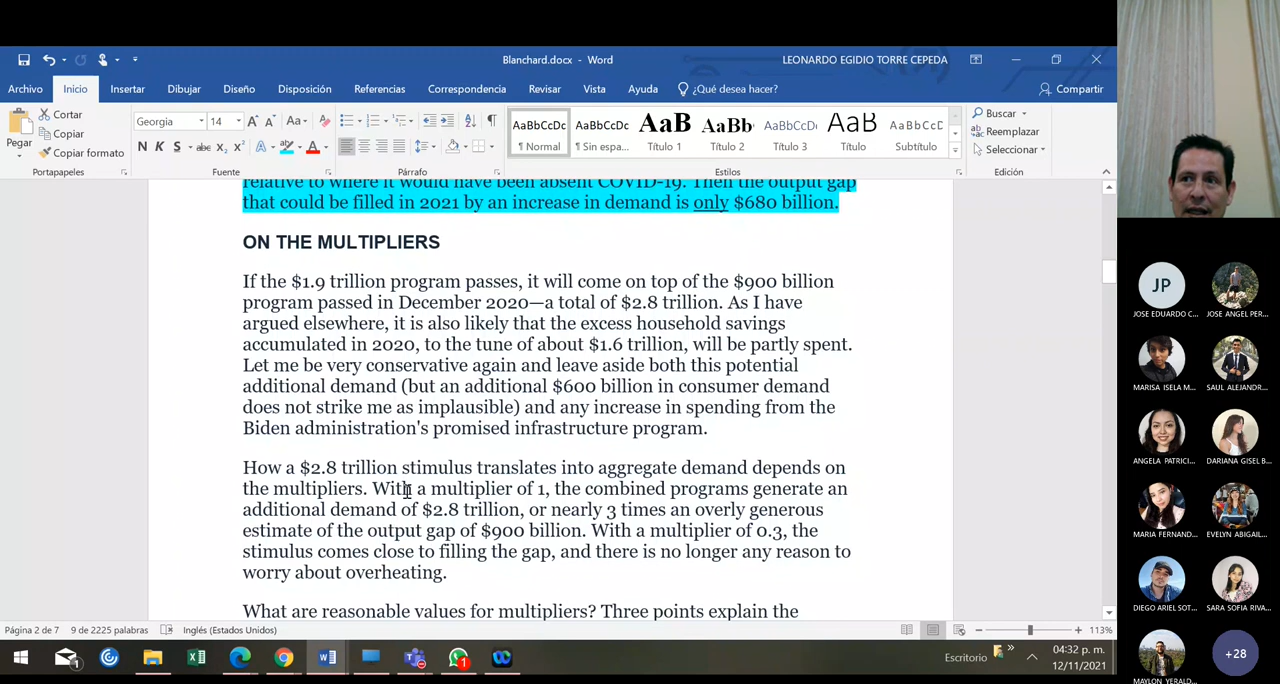 Blanchard.docx - Word
LEONARDO EGIDIO TORRE CEPEDA
Archivo Inicio Insertar Dibujar Diseño Disposición Referencias Correspondencia Revisar Vista Ayuda ¿Qué desea hacer? Compartir
Pegar
Cortar
Copiar
Copiar formato
Portapapeles
Georgia 14
Fuente
Párrafo
AaBbCcDc AaBbCcDc AaB AaBb AaBbCcD AaB AaBbCcD
¶ Normal ¶ Sin espa... Título 1 Título 2 Título 3 Título Subtítulo
Estilos
Buscar
Reemplazar
Seleccionar
Edición
relative to where it would have been absent COVID-19. Then the output gap
that could be filled in 2021 by an increase in demand is only $680 billion.
ON THE MULTIPLIERS
If the $1.9 trillion program passes, it will come on top of the $900 billion
program passed in December 2020—a total of $2.8 trillion. As I have
argued elsewhere, it is also likely that the excess household savings
accumulated in 2020, to the tune of about $1.6 trillion, will be partly spent.
Let me be very conservative again and leave aside both this potential
additional demand (but an additional $600 billion in consumer demand
does not strike me as implausible) and any increase in spending from the
Biden administration's promised infrastructure program.
How a $2.8 trillion stimulus translates into aggregate demand depends on
the multipliers. With a multiplier of 1, the combined programs generate an
additional demand of $2.8 trillion, or nearly 3 times an overly generous
estimate of the output gap of $900 billion. With a multiplier of 0.3, the
stimulus comes close to filling the gap, and there is no longer any reason to
worry about overheating.
What are reasonable values for multipliers? Three points explain the
Página 2 de 7 9 de 2225 palabras Inglés (Estados Unidos) 113%
Escritorio
04:32 p. m.
12/11/2021
JP
JOSE EDUARDO C... JOSE ANGEL PER...
MARISA ISELA M... SAUL ALEJANDR...
ANGELA PATRICI... DARIANA GISEL B...
MARIA FERNAND... EVELYN ABIGAIL...
DIEGO ARIEL SOT... SARA SOFIA RIVA...
MAYLON YERALD...
+28